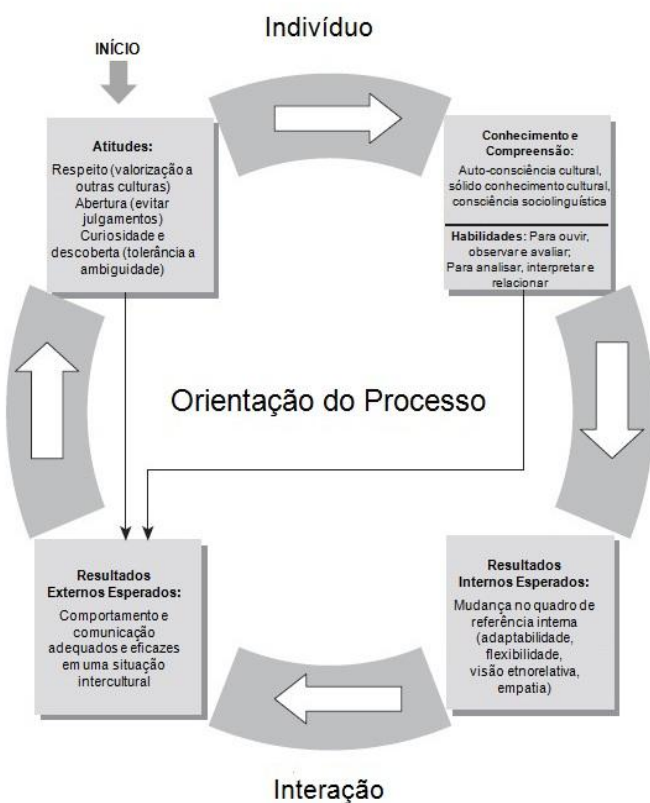 Indivíduo
INÍCIO
Atitudes:
Respeito (valorização a
outras culturas)
Abertura (evitar
julgamentos)
Curiosidade e
descoberta (tolerância a
ambiguidade)
Conhecimento e
Compreensão:
Auto-consciência cultural,
sólido conhecimento cultural,
consciência sociolinguística
Habilidades: Para ouvir,
observar e avaliar;
Para analisar, interpretar e
relacionar
Orientação do Processo
Resultados
Externos Esperados:
Comportamento e
comunicação
adequados e eficazes
em uma situação
intercultural
Resultados
Internos Esperados:
Mudança no quadro de
referência interna
(adaptabilidade,
flexibilidade,
visão etnorelativa,
empatia)
Interação